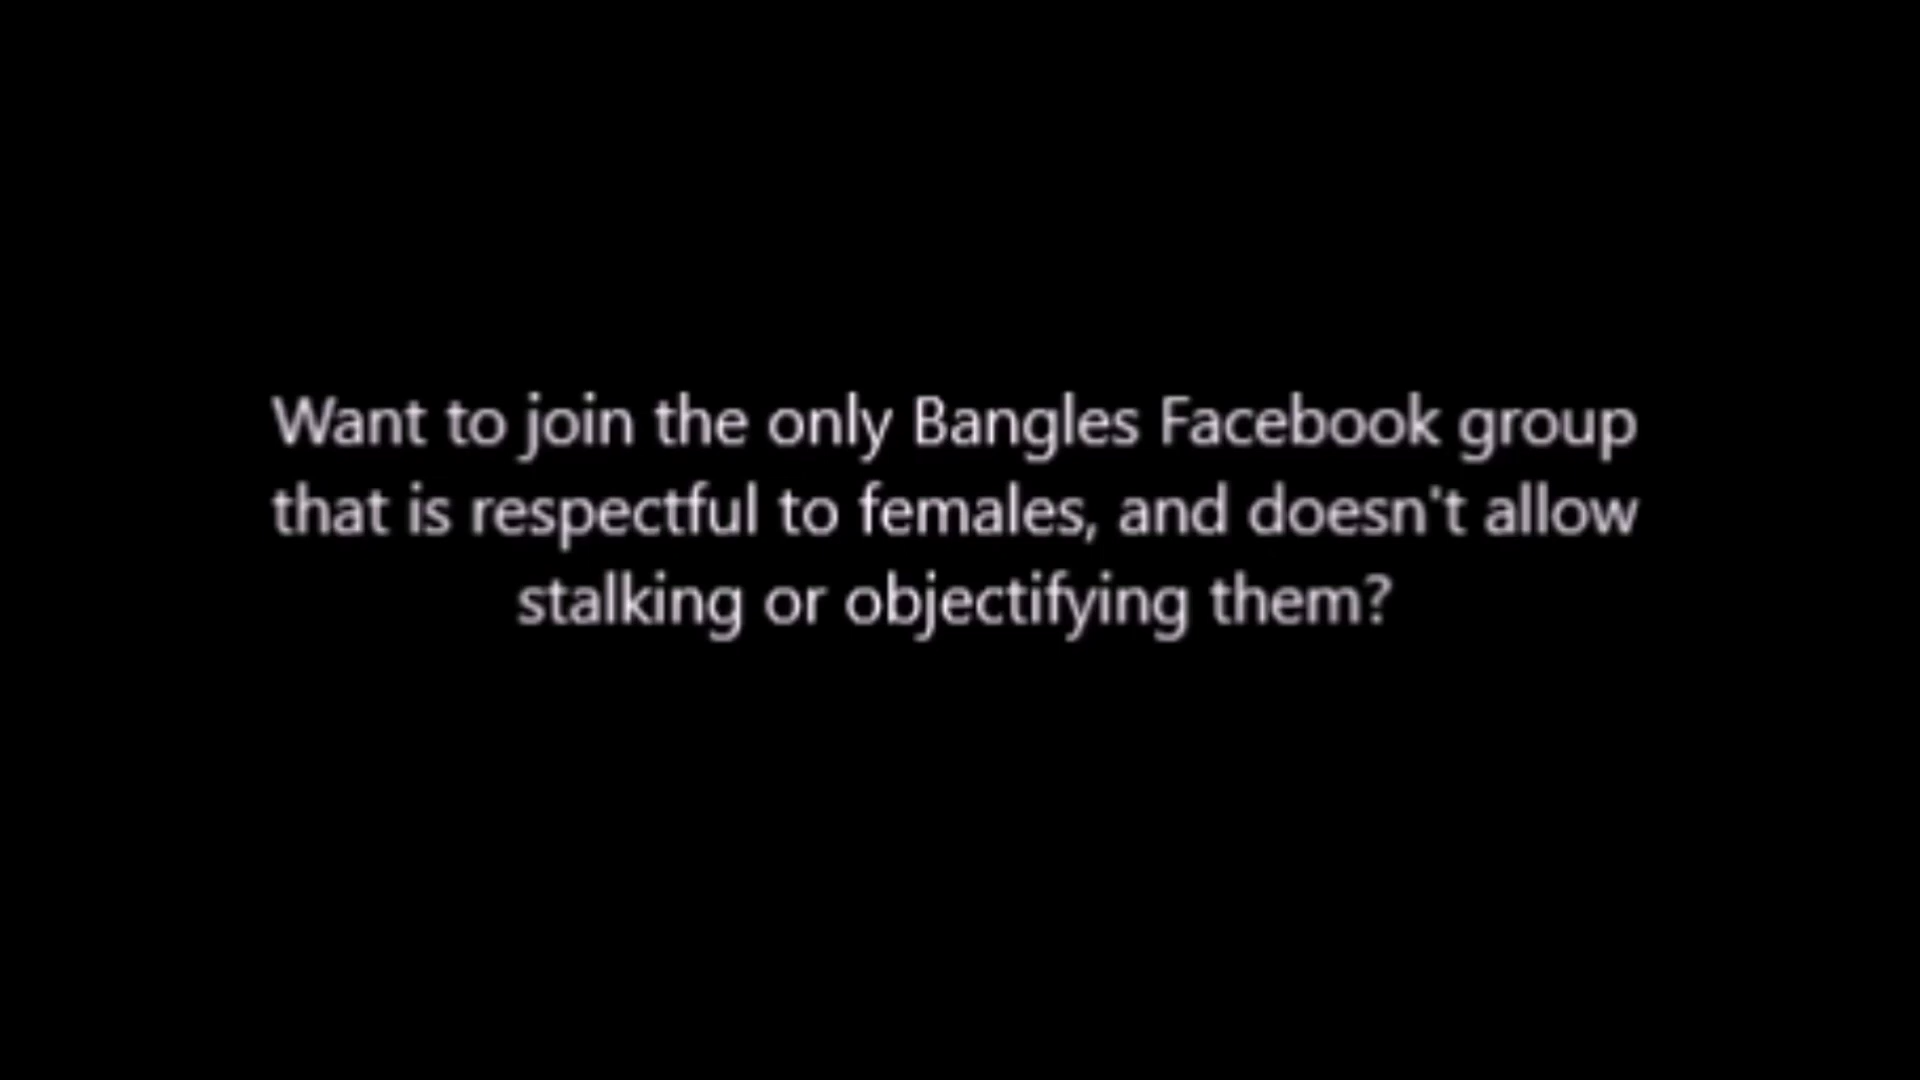 Want to join the only Bangles Facebook group
that is respectful to females, and doesn't allow
stalking or objectifying them?